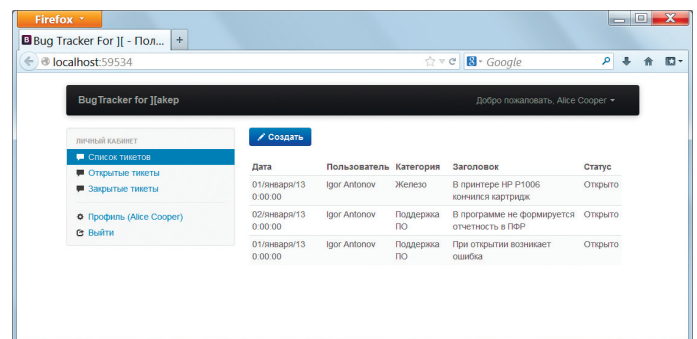 Firefox
Bug Tracker For ][ - Пол...
+
localhost:59534
Google
BugTracker for ][akep
Добро пожаловать, Alice Cooper
ЛИЧНЫЙ КАБИНЕТ
Список тикетов
Открытые тикеты
Закрытые тикеты
Профиль (Alice Cooper)
Выйти
Создать
Дата Пользователь Категория Заголовок Статус
01/января/13 0:00:00 Igor Antonov Железо В принтере HP P1006 кончился картридж Открыто
02/января/13 0:00:00 Igor Antonov Поддержка ПО В программе не формируется отчетность в ПФР Открыто
01/января/13 0:00:00 Igor Antonov Поддержка ПО При открытии возникает ошибка Открыто